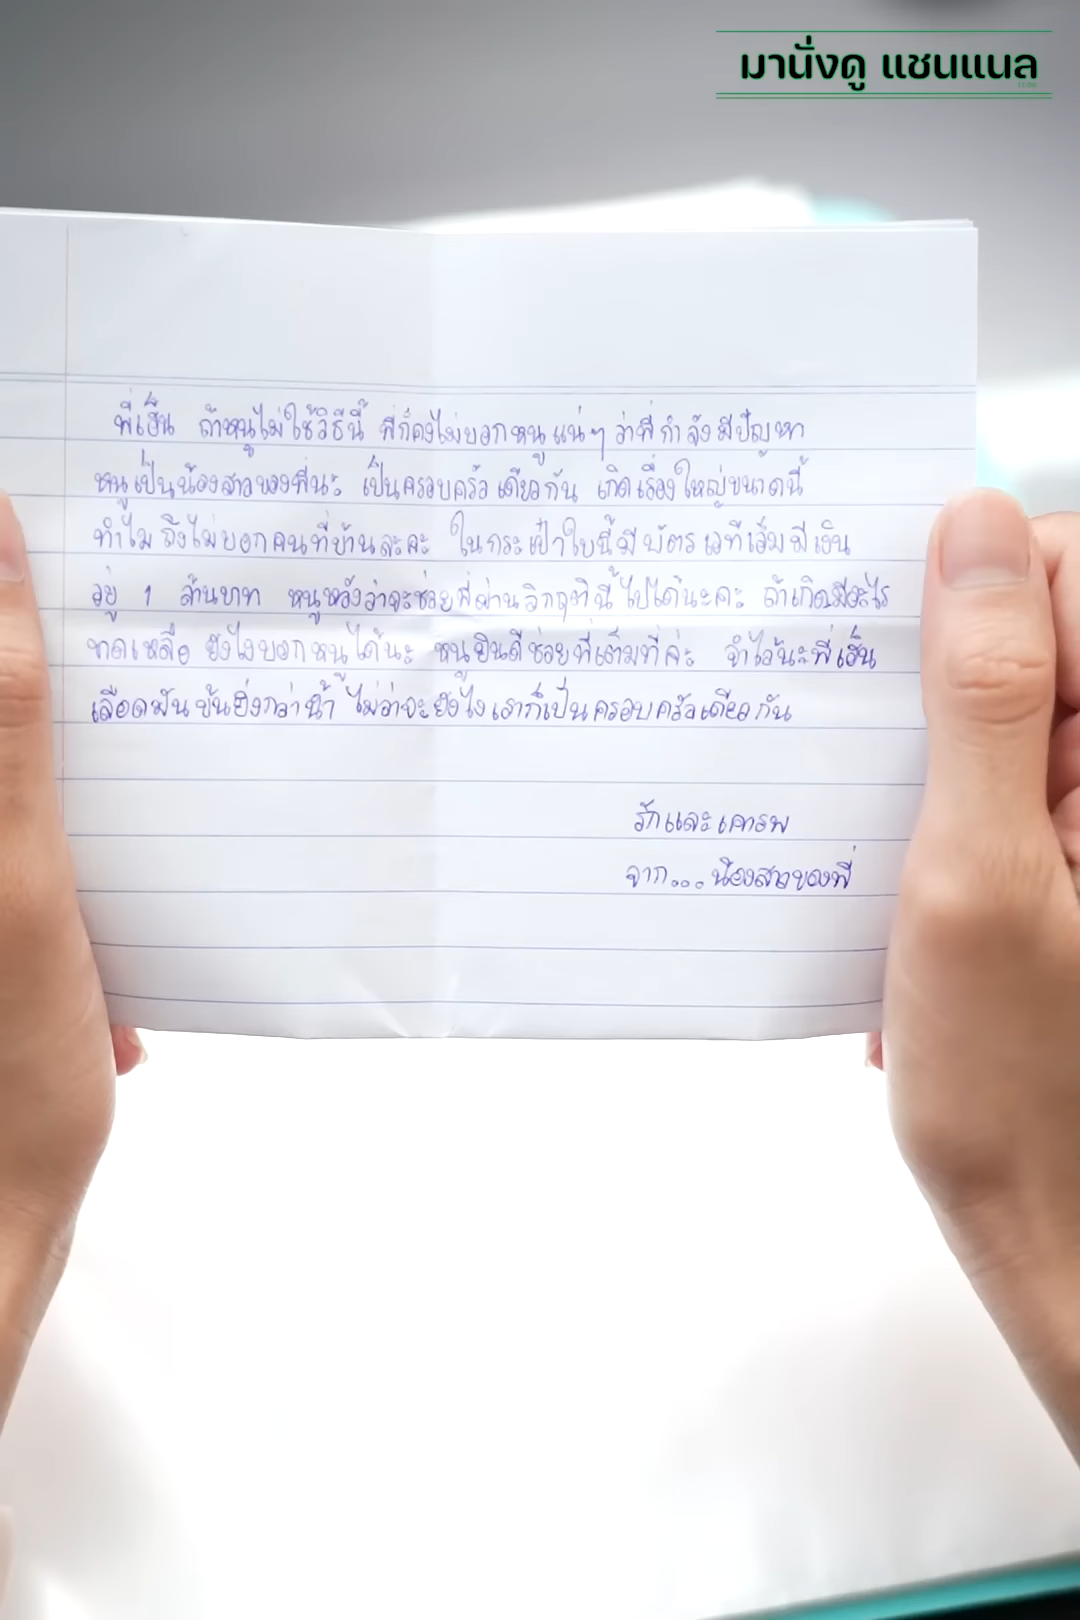 มานั่งดู แชนแนล
พี่เอิ้น ถ้าหนูไม่ใช้วิธีนี้ พี่ก็คงไม่บอกหนูแน่ๆ ว่าพี่กำลังมีปัญหา
หนูเป็นน้องสาวของพี่นะ เป็นครอบครัวเดียวกัน เกิดเรื่องใหญ่ขนาดนี้
ทำไมถึงไม่บอกคนที่บ้านละคะ ในกระเป๋าใบนี้มีบัตรเอทีเอ็มมีเงิน
อยู่ 1 ล้านบาท หนูหวังว่าจะช่วยพี่ผ่านวิกฤตินี้ไปได้นะคะ ถ้าเกิดมีอะไร
ขาดเหลือ ยังไงบอกหนูได้นะ หนูยินดีช่วยพี่เต็มที่ค่ะ จำไว้นะพี่เอิ้น
เลือดมันข้นยิ่งกว่าน้ำ ไม่ว่าจะยังไงเราก็เป็นครอบครัวเดียวกัน
รักและเคารพ
จาก... น้องสาวของพี่